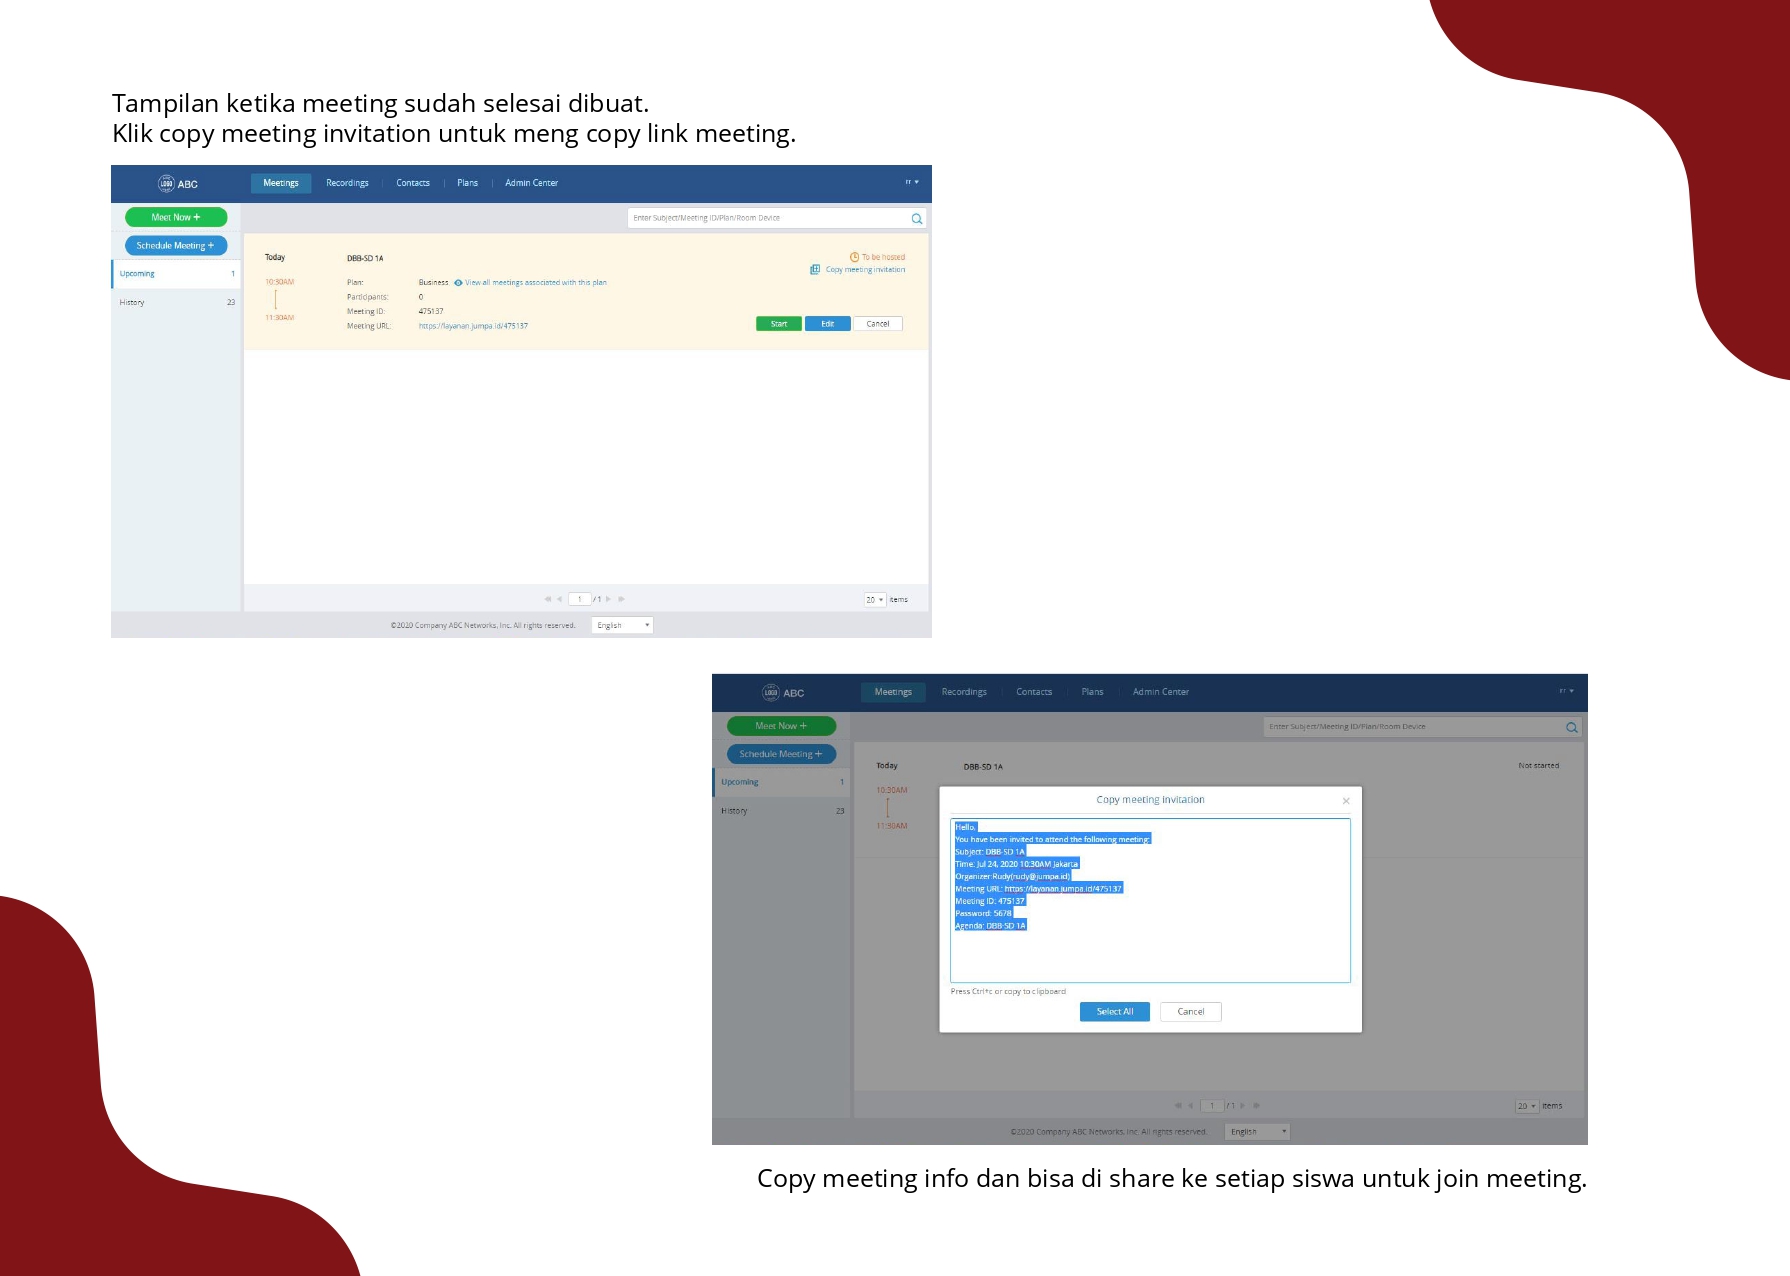 Tampilan ketika meeting sudah selesai dibuat.
Klik copy meeting invitation untuk meng copy link meeting.
LOGO ABC
Meetings Recordings Contacts Plans Admin Center
Meet Now +
Enter Subject/Meeting ID/Plan/Room Device
Schedule Meeting +
Upcoming 1
History 23
Today DBB-SD 1A
To be hosted
Copy meeting invitation
10:30AM
11:30AM
Plan: Business View all meetings associated with this plan
Participants: 0
Meeting ID: 475137
Meeting URL: https://layanan.jumpa.id/475137
Start Edit Cancel
1 /1
20 items
©2020 Company ABC Networks, Inc. All rights reserved. English
LOGO ABC
Meetings Recordings Contacts Plans Admin Center
Meet Now +
Enter Subject/Meeting ID/Plan/Room Device
Schedule Meeting +
Upcoming 1
History 23
Today DBB-SD 1A Not started
10:30AM
11:30AM
Copy meeting invitation ×
Hello,
You have been invited to attend the following meeting:
Subject: DBB-SD 1A
Time: Jul 24, 2020 10:30AM Jakarta
Organizer:Rudy(rudy@jumpa.id)
Meeting URL: https://layanan.jumpa.id/475137
Meeting ID: 475137
Password: 5678
Agenda: DBB-SD 1A
Press Ctrl+c or copy to clipboard
Select All Cancel
1 /1
20 items
©2020 Company ABC Networks, Inc. All rights reserved. English
Copy meeting info dan bisa di share ke setiap siswa untuk join meeting.